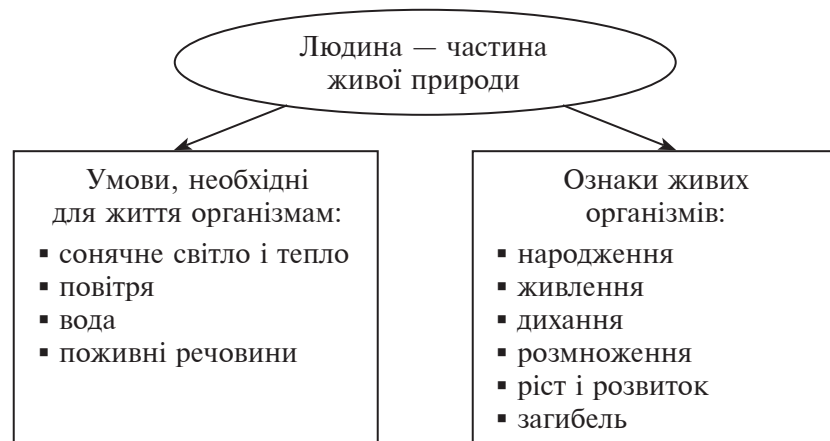 Людина — частина
живої природи
Умови, необхідні
для життя організмам:
▪ сонячне світло і тепло
▪ повітря
▪ вода
▪ поживні речовини
Ознаки живих
організмів:
▪ народження
▪ живлення
▪ дихання
▪ розмноження
▪ ріст і розвиток
▪ загибель